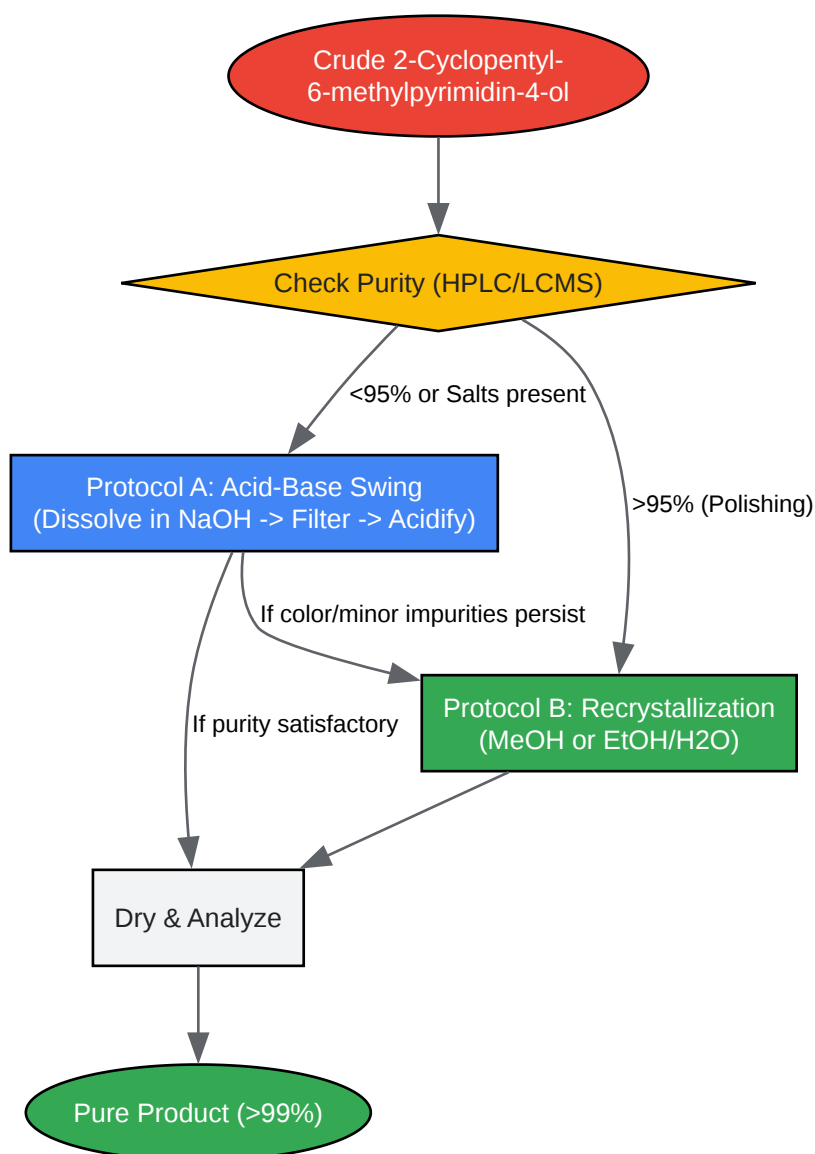 Crude 2-Cyclopentyl-
6-methylpyrimidin-4-ol
Check Purity (HPLC/LCMS)
<95% or Salts present
Protocol A: Acid-Base Swing
(Dissolve in NaOH -> Filter -> Acidify)
>95% (Polishing)
If color/minor impurities persist
Protocol B: Recrystallization
(MeOH or EtOH/H2O)
If purity satisfactory
Dry & Analyze
Pure Product (>99%)